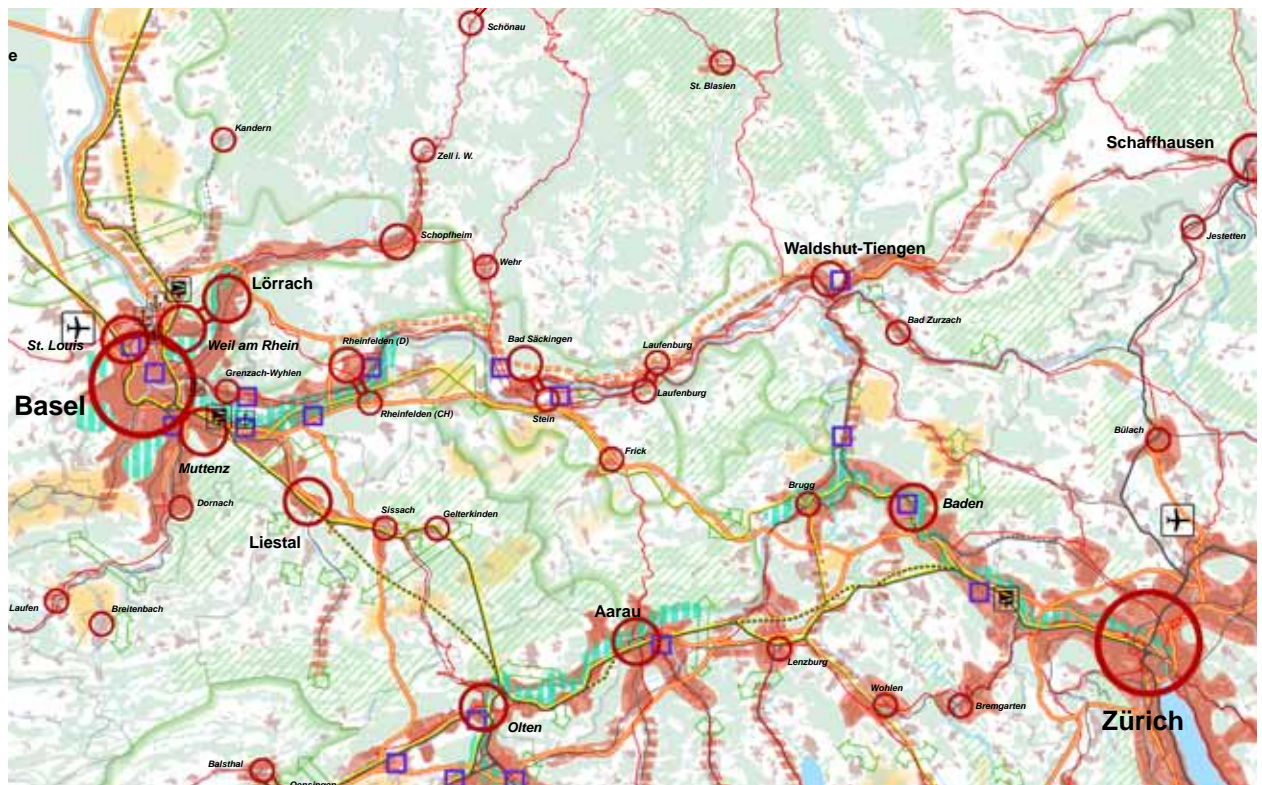 Schönau
e
St. Blasien
Kandern
Schaffhausen
Zell i. W.
Schopfheim
Jestetten
Waldshut-Tiengen
Wehr
Lörrach
Bad Zurzach
St. Louis
Weil am Rhein
Rheinfelden (D)
Bad Säckingen
Laufenburg
Grenzach-Wyhlen
Laufenburg
Basel
Rheinfelden (CH)
Stein
Bülach
Muttenz
Frick
Dornach
Brugg
Baden
Sissach
Gelterkinden
Liestal
Laufen
Breitenbach
Aarau
Lenzburg
Wohlen
Bremgarten
Zürich
Olten
Balsthal
Oensingen